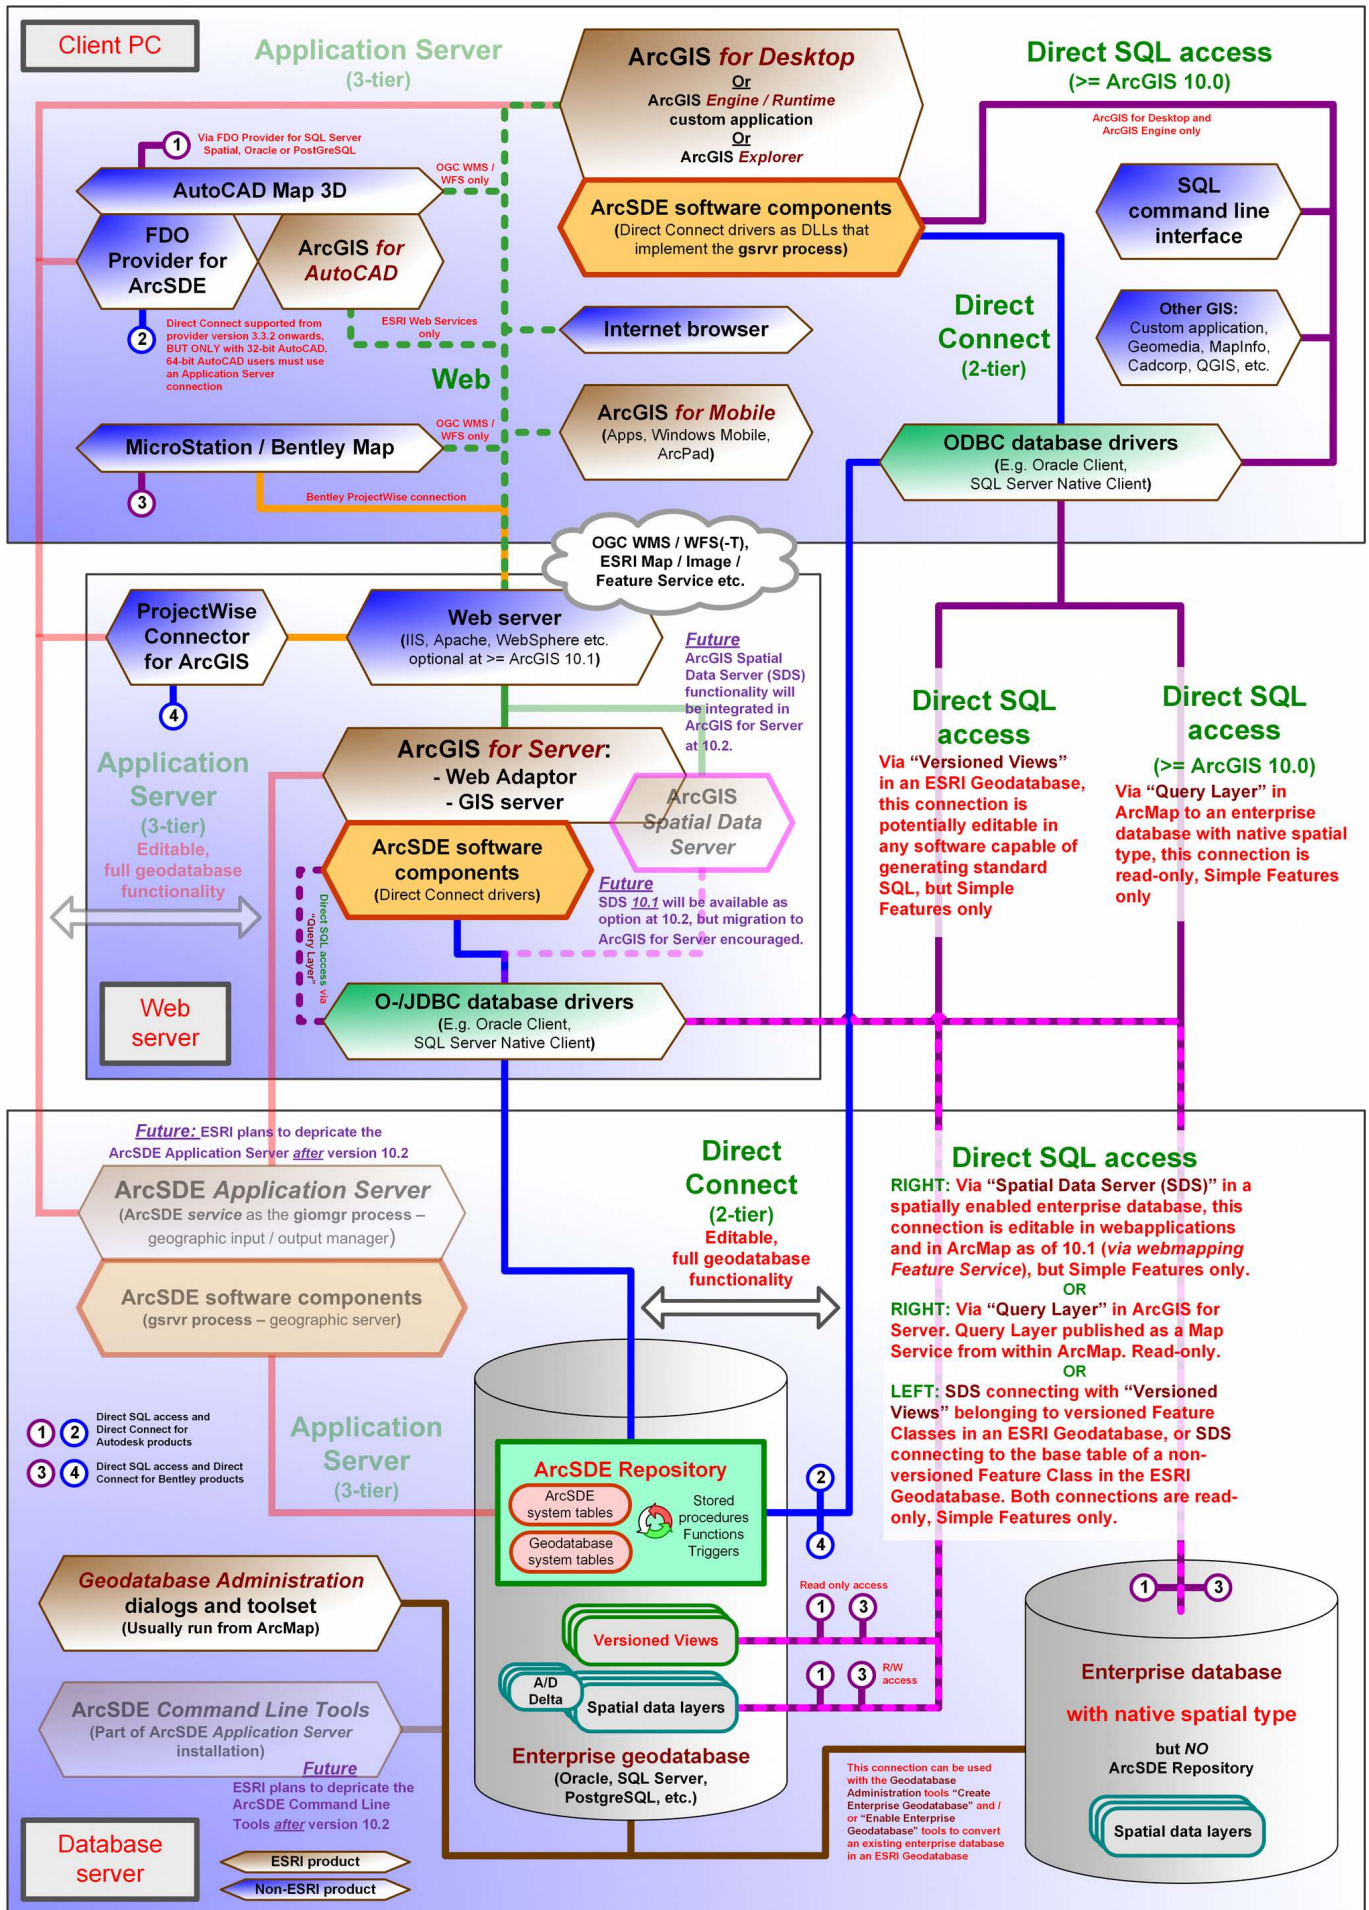 Client PC
Application Server
(3-tier)
ArcGIS for Desktop
Or
ArcGIS Engine / Runtime
custom application
Or
ArcGIS Explorer
Direct SQL access
(>= ArcGIS 10.0)
ArcGIS for Desktop and
ArcGIS Engine only
1
Via FDO Provider for SQL Server
Spatial, Oracle or PostGreSQL
OGC WMS /
WFS only
AutoCAD Map 3D
FDO
Provider for
ArcSDE
ArcGIS for
AutoCAD
ArcSDE software components
(Direct Connect drivers as DLLs that
implement the gsrvr process)
SQL
command line
interface
2
Direct Connect supported from
provider version 3.3.2 onwards,
BUT ONLY with 32-bit AutoCAD.
64-bit AutoCAD users must use
an Application Server
connection
ESRI Web Services
only
Internet browser
Direct
Connect
(2-tier)
Other GIS:
Custom application,
Geomedia, MapInfo,
Cadcorp, QGIS, etc.
Web
OGC WMS /
WFS only
ArcGIS for Mobile
(Apps, Windows Mobile,
ArcPad)
MicroStation / Bentley Map
ODBC database drivers
(E.g. Oracle Client,
SQL Server Native Client)
3
Bentley ProjectWise connection
OGC WMS / WFS(-T),
ESRI Map / Image /
Feature Service etc.
ProjectWise
Connector
for ArcGIS
Web server
(IIS, Apache, WebSphere etc.
optional at >= ArcGIS 10.1)
4
Future
ArcGIS Spatial
Data Server (SDS)
functionality will
be integrated in
ArcGIS for Server
at 10.2.
Application
Server
(3-tier)
Editable,
full geodatabase
functionality
ArcGIS for Server:
- Web Adaptor
- GIS server
ArcGIS
Spatial Data
Server
ArcSDE software
components
(Direct Connect drivers)
Future
SDS 10.1 will be available as
option at 10.2, but migration to
ArcGIS for Server encouraged.
Direct SQL access via
“Query Layer”
Web
server
O-/JDBC database drivers
(E.g. Oracle Client,
SQL Server Native Client)
Direct SQL
access
Via “Versioned Views”
in an ESRI Geodatabase,
this connection is
potentially editable in
any software capable of
generating standard
SQL, but Simple
Features only
Direct SQL
access
(>= ArcGIS 10.0)
Via “Query Layer” in
ArcMap to an enterprise
database with native spatial
type, this connection is
read-only, Simple Features
only
Future: ESRI plans to depricate the
ArcSDE Application Server after version 10.2
ArcSDE Application Server
(ArcSDE service as the giomgr process –
geographic input / output manager)
ArcSDE software components
(gsrvr process – geographic server)
Direct
Connect
(2-tier)
Editable,
full geodatabase
functionality
Direct SQL access
RIGHT: Via “Spatial Data Server (SDS)” in a
spatially enabled enterprise database, this
connection is editable in webapplications
and in ArcMap as of 10.1 (via webmapping
Feature Service), but Simple Features only.
OR
RIGHT: Via “Query Layer” in ArcGIS for
Server. Query Layer published as a Map
Service from within ArcMap. Read-only.
OR
LEFT: SDS connecting with “Versioned
Views” belonging to versioned Feature
Classes in an ESRI Geodatabase, or SDS
connecting to the base table of a non-
versioned Feature Class in the ESRI
Geodatabase. Both connections are read-
only, Simple Features only.
1 2
Direct SQL access and
Direct Connect for
Autodesk products
3 4
Direct SQL access and Direct
Connect for Bentley products
Application
Server
(3-tier)
ArcSDE Repository
ArcSDE
system tables
Geodatabase
system tables
Stored
procedures
Functions
Triggers
2
4
Geodatabase Administration
dialogs and toolset
(Usually run from ArcMap)
Read only access
1 3
Versioned Views
1 3
R/W
access
A/D
Delta
Spatial data layers
Enterprise geodatabase
(Oracle, SQL Server,
PostgreSQL, etc.)
1 3
Enterprise database
with native spatial type
but NO
ArcSDE Repository
Spatial data layers
ArcSDE Command Line Tools
(Part of ArcSDE Application Server
installation)
Future
ESRI plans to depricate the
ArcSDE Command Line
Tools after version 10.2
This connection can be used
with the Geodatabase
Administration tools “Create
Enterprise Geodatabase” and /
or “Enable Enterprise
Geodatabase” tools to convert
an existing enterprise database
in an ESRI Geodatabase
Database
server
ESRI product
Non-ESRI product